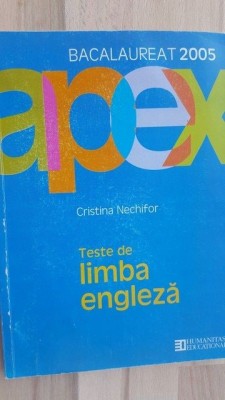 BACALAUREAT 2005
apex
Cristina Nechifor
Teste de
limba
engleză
HUMANITAS
EDUCATIONAL